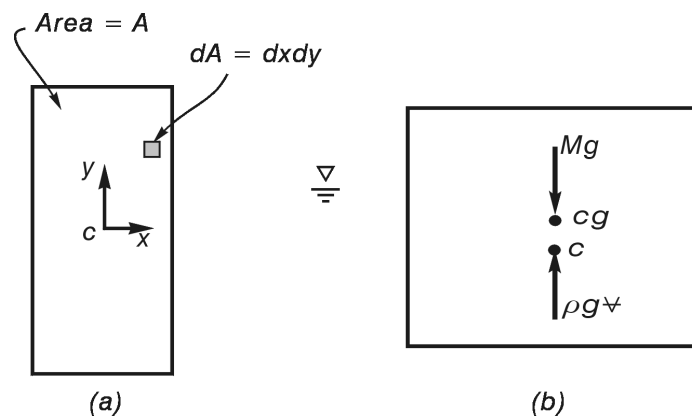 Area = A
dA = dxdy
y
c
x
(a)
Mg
cg
c
ρg∀
(b)